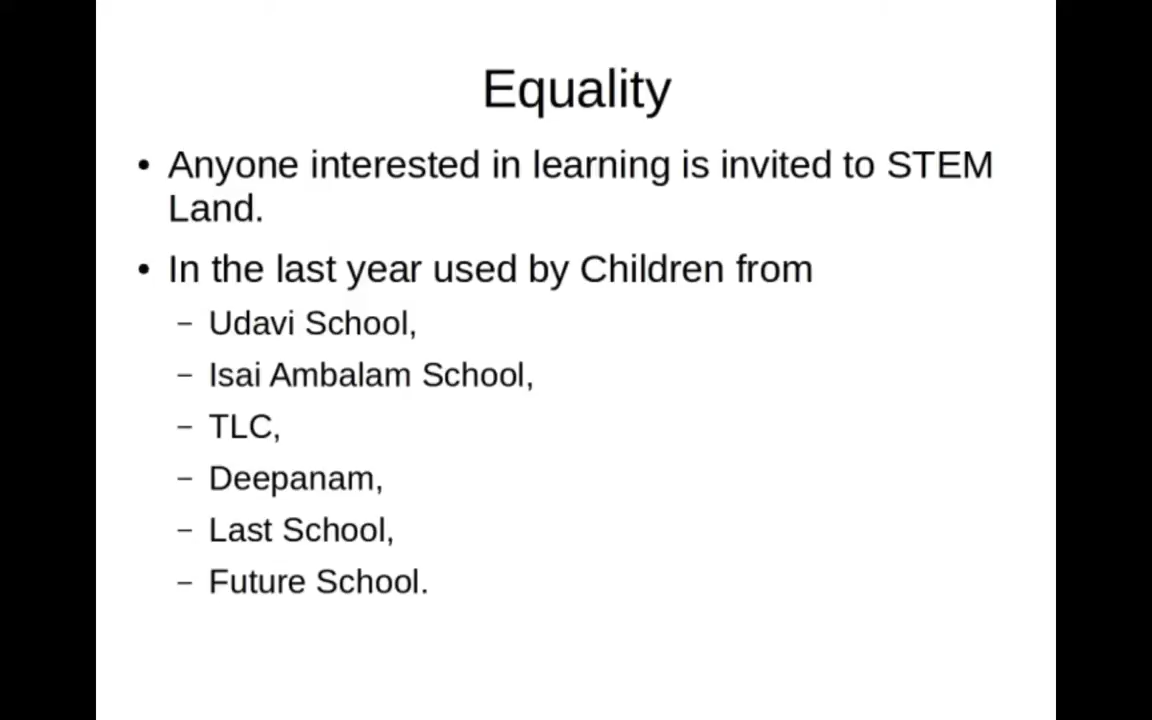 Equality
• Anyone interested in learning is invited to STEM
Land.
• In the last year used by Children from
– Udavi School,
– Isai Ambalam School,
– TLC,
– Deepanam,
– Last School,
– Future School.